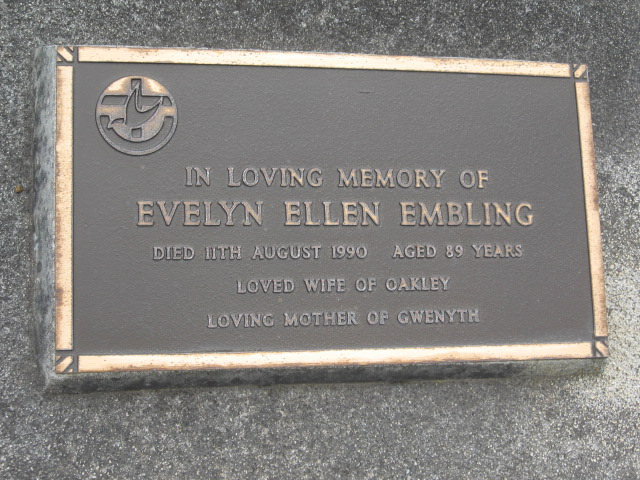 IN LOVING MEMORY OF
EVELYN ELLEN EMBLING
DIED 11TH AUGUST 1990 AGED 89 YEARS
LOVED WIFE OF OAKLEY
LOVING MOTHER OF GWENYTH